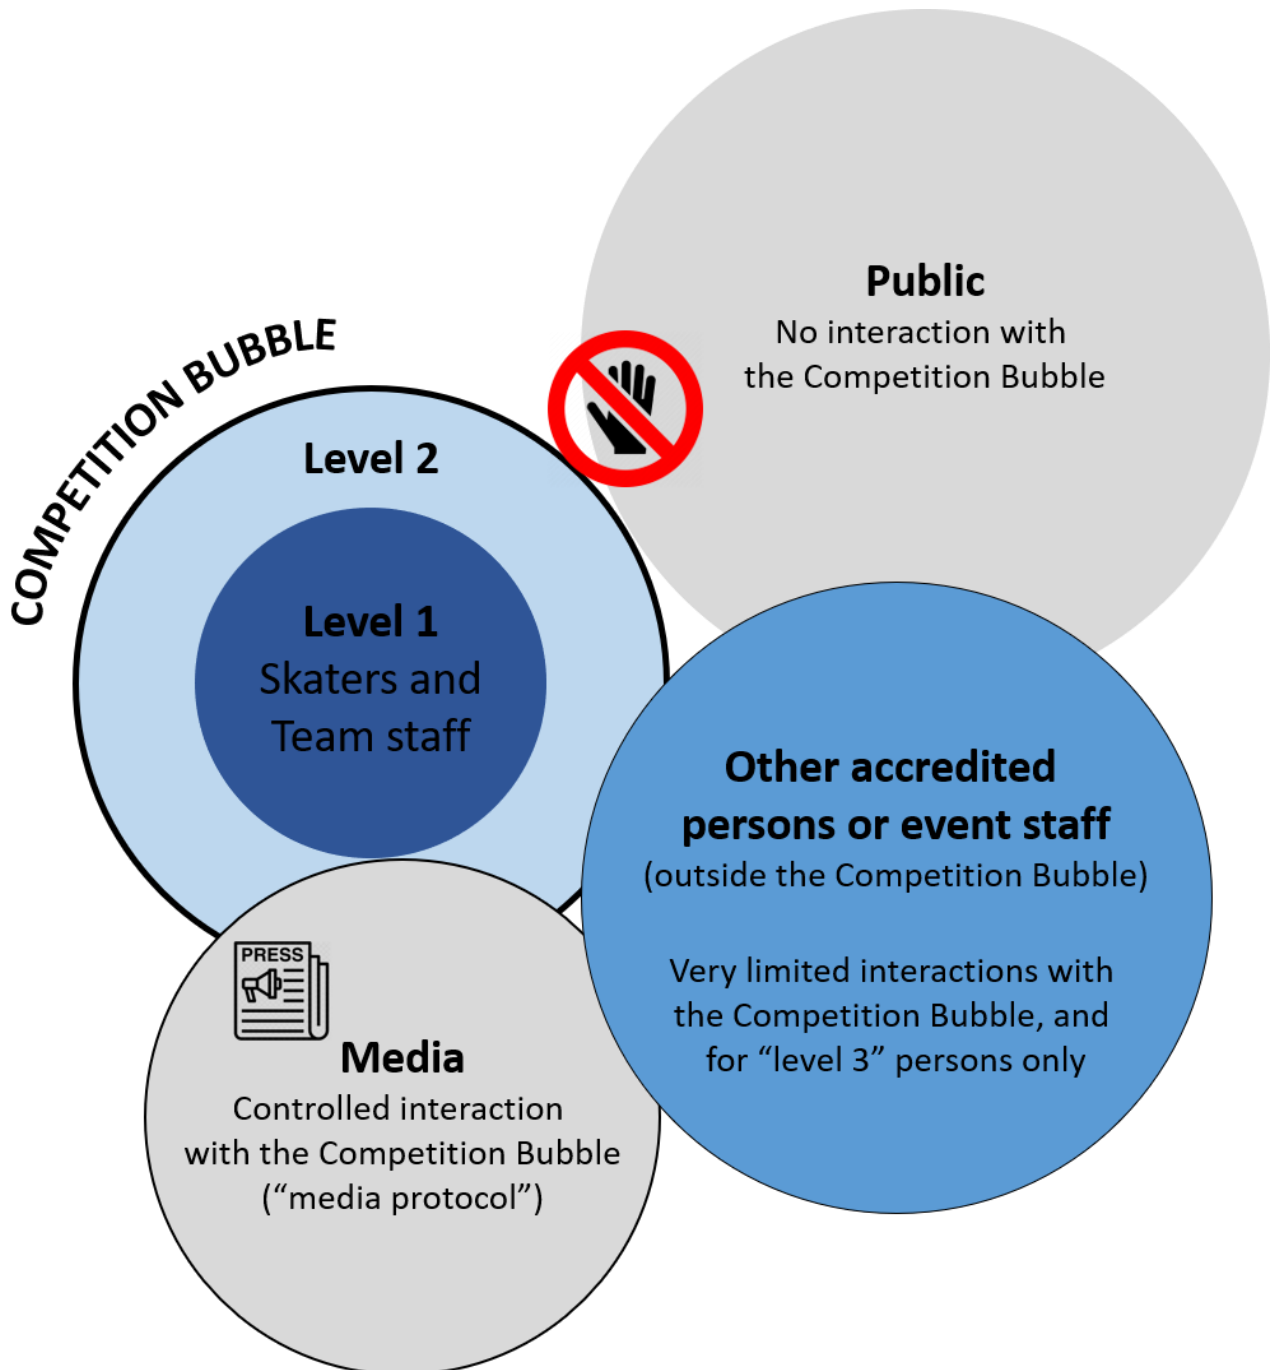 Public
No interaction with
the Competition Bubble
COMPETITION BUBBLE
Level 2
Level 1
Skaters and
Team staff
Other accredited
persons or event staff
(outside the Competition Bubble)
Very limited interactions with
the Competition Bubble, and
for “level 3” persons only
PRESS
Media
Controlled interaction
with the Competition Bubble
(“media protocol”)